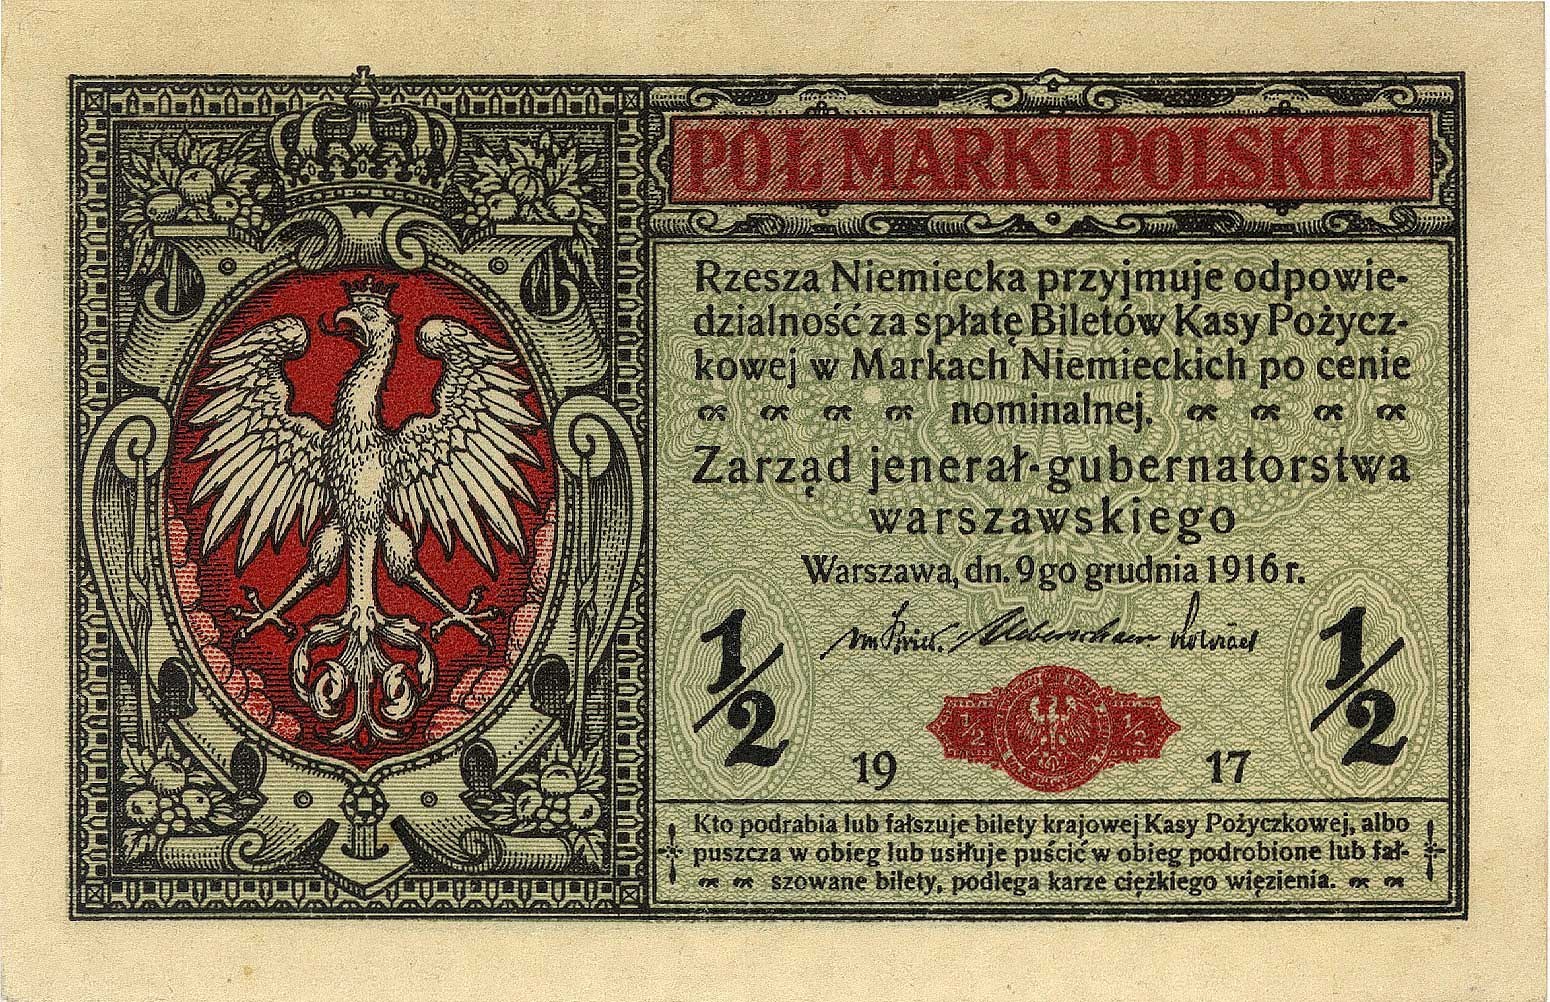 PÓŁ MARKI POLSKIEJ
Rzesza Niemiecka przyjmuje odpowie-
dzialność za spłatę Biletów Kasy Pożycz-
kowej w Markach Niemieckich po cenie
nominalnej.
Zarząd jenerał-gubernatorstwa
warszawskiego
Warszawa, dn. 9go grudnia 1916 r.
1/2 1/2
1/2 1/2
19 17
Kto podrabia lub fałszuje bilety krajowej Kasy Pożyczkowej, albo
puszcza w obieg lub usiłuje puścić w obieg podrobione lub fał-
szowane bilety, podlega karze ciężkiego więzienia.